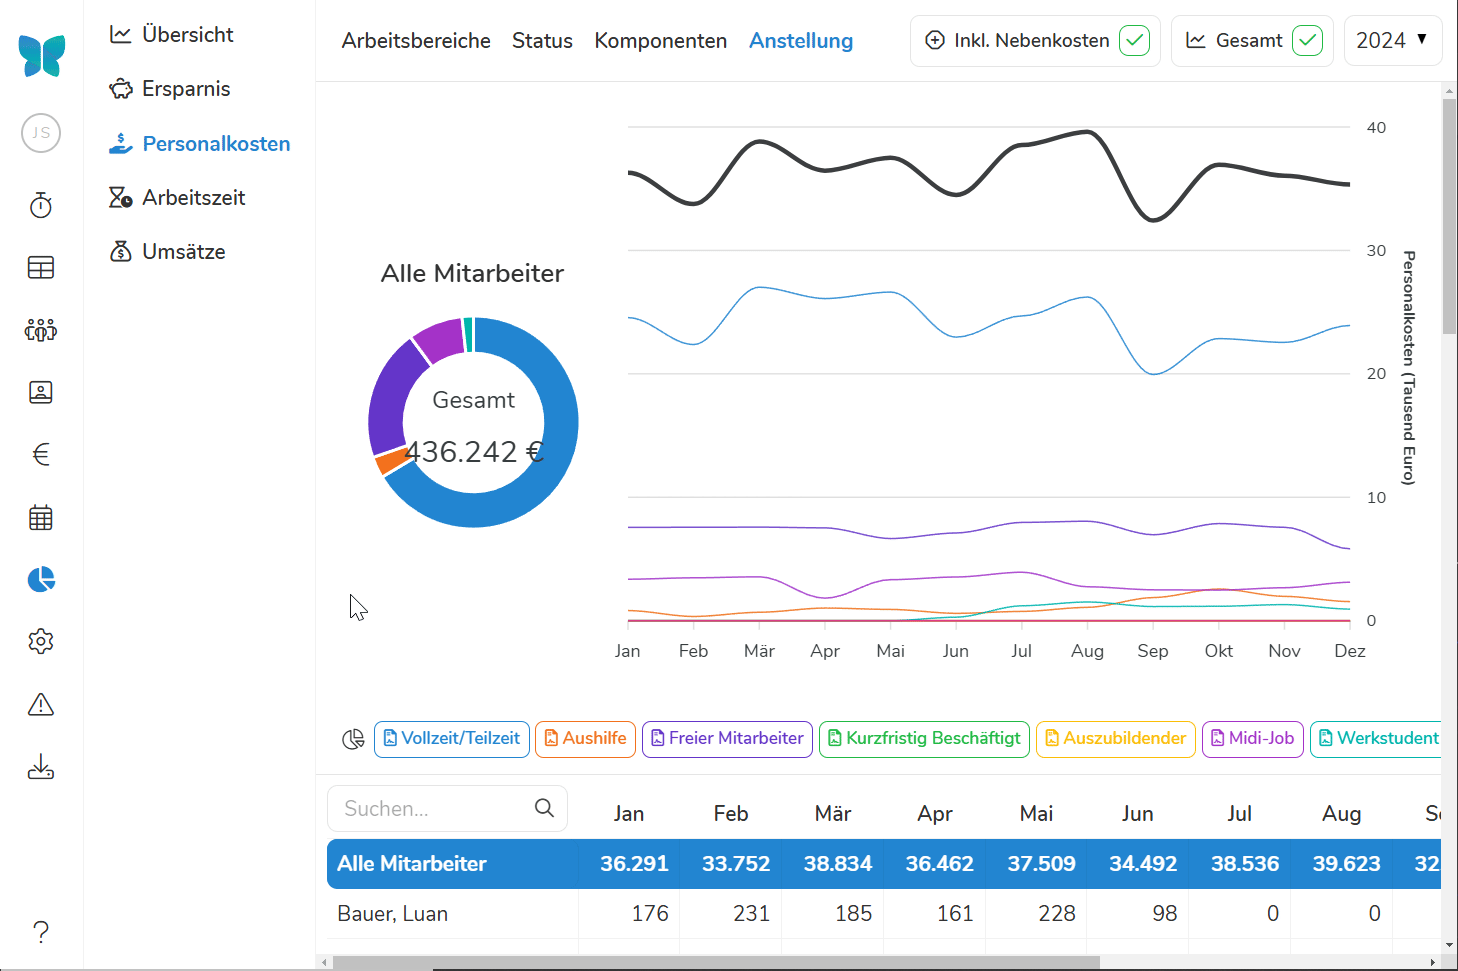 JS
Übersicht
Ersparnis
Personalkosten
Arbeitszeit
Umsätze
Arbeitsbereiche Status Komponenten Anstellung
Inkl. Nebenkosten
Gesamt
2024 ▼
Alle Mitarbeiter
Gesamt
436.242 €
40
30
20
10
0
Personalkosten (Tausend Euro)
Jan Feb Mär Apr Mai Jun Jul Aug Sep Okt Nov Dez
Vollzeit/Teilzeit Aushilfe Freier Mitarbeiter Kurzfristig Beschäftigt Auszubildender Midi-Job Werkstudent
Suchen... Jan Feb Mär Apr Mai Jun Jul Aug
Alle Mitarbeiter 36.291 33.752 38.834 36.462 37.509 34.492 38.536 39.623 32
Bauer, Luan 176 231 185 161 228 98 0 0
?